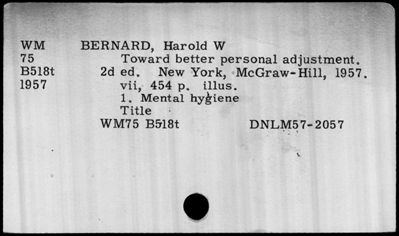 WM BERNARD, Harold W
75 Toward better personal adjustment.
B518t 2d ed. New York, McGraw-Hill, 1957.
1957 vii, 454 p. illus.
1. Mental hygiene
Title
WM75 B518t DNLM57-2057